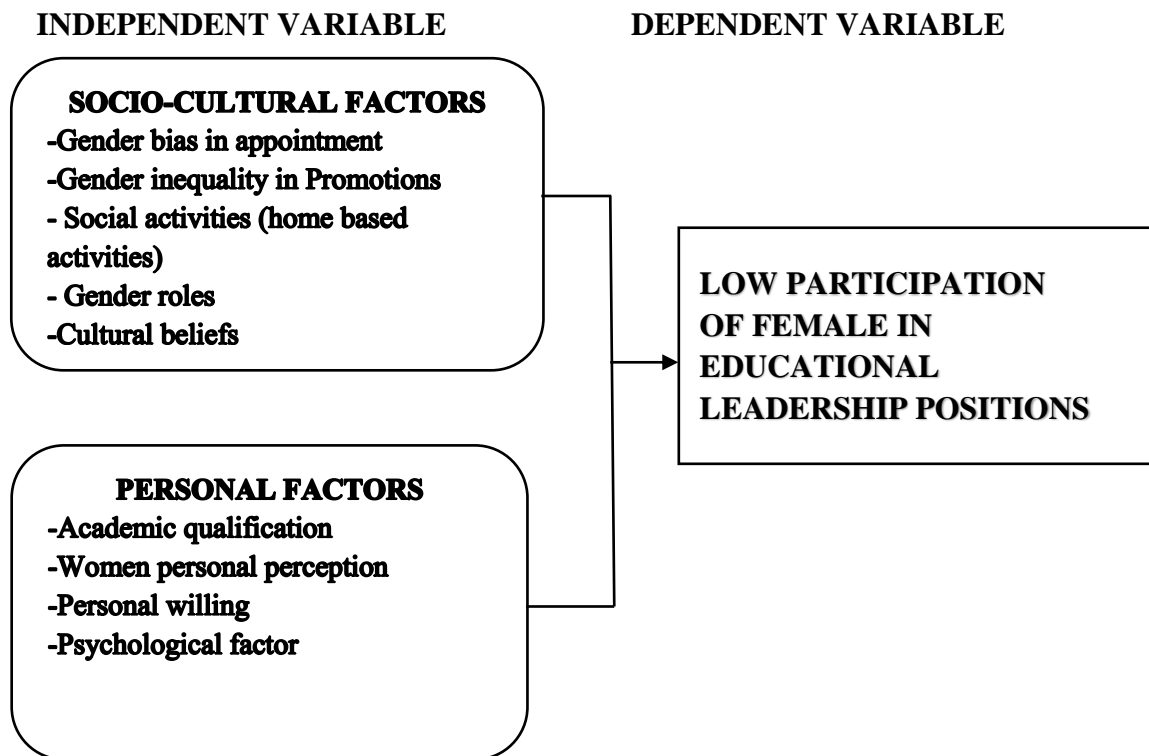 INDEPENDENT VARIABLE
DEPENDENT VARIABLE
SOCIO-CULTURAL FACTORS
-Gender bias in appointment
-Gender inequality in Promotions
- Social activities (home based
activities)
- Gender roles
-Cultural beliefs
LOW PARTICIPATION
OF FEMALE IN
EDUCATIONAL
LEADERSHIP POSITIONS
PERSONAL FACTORS
-Academic qualification
-Women personal perception
-Personal willing
-Psychological factor